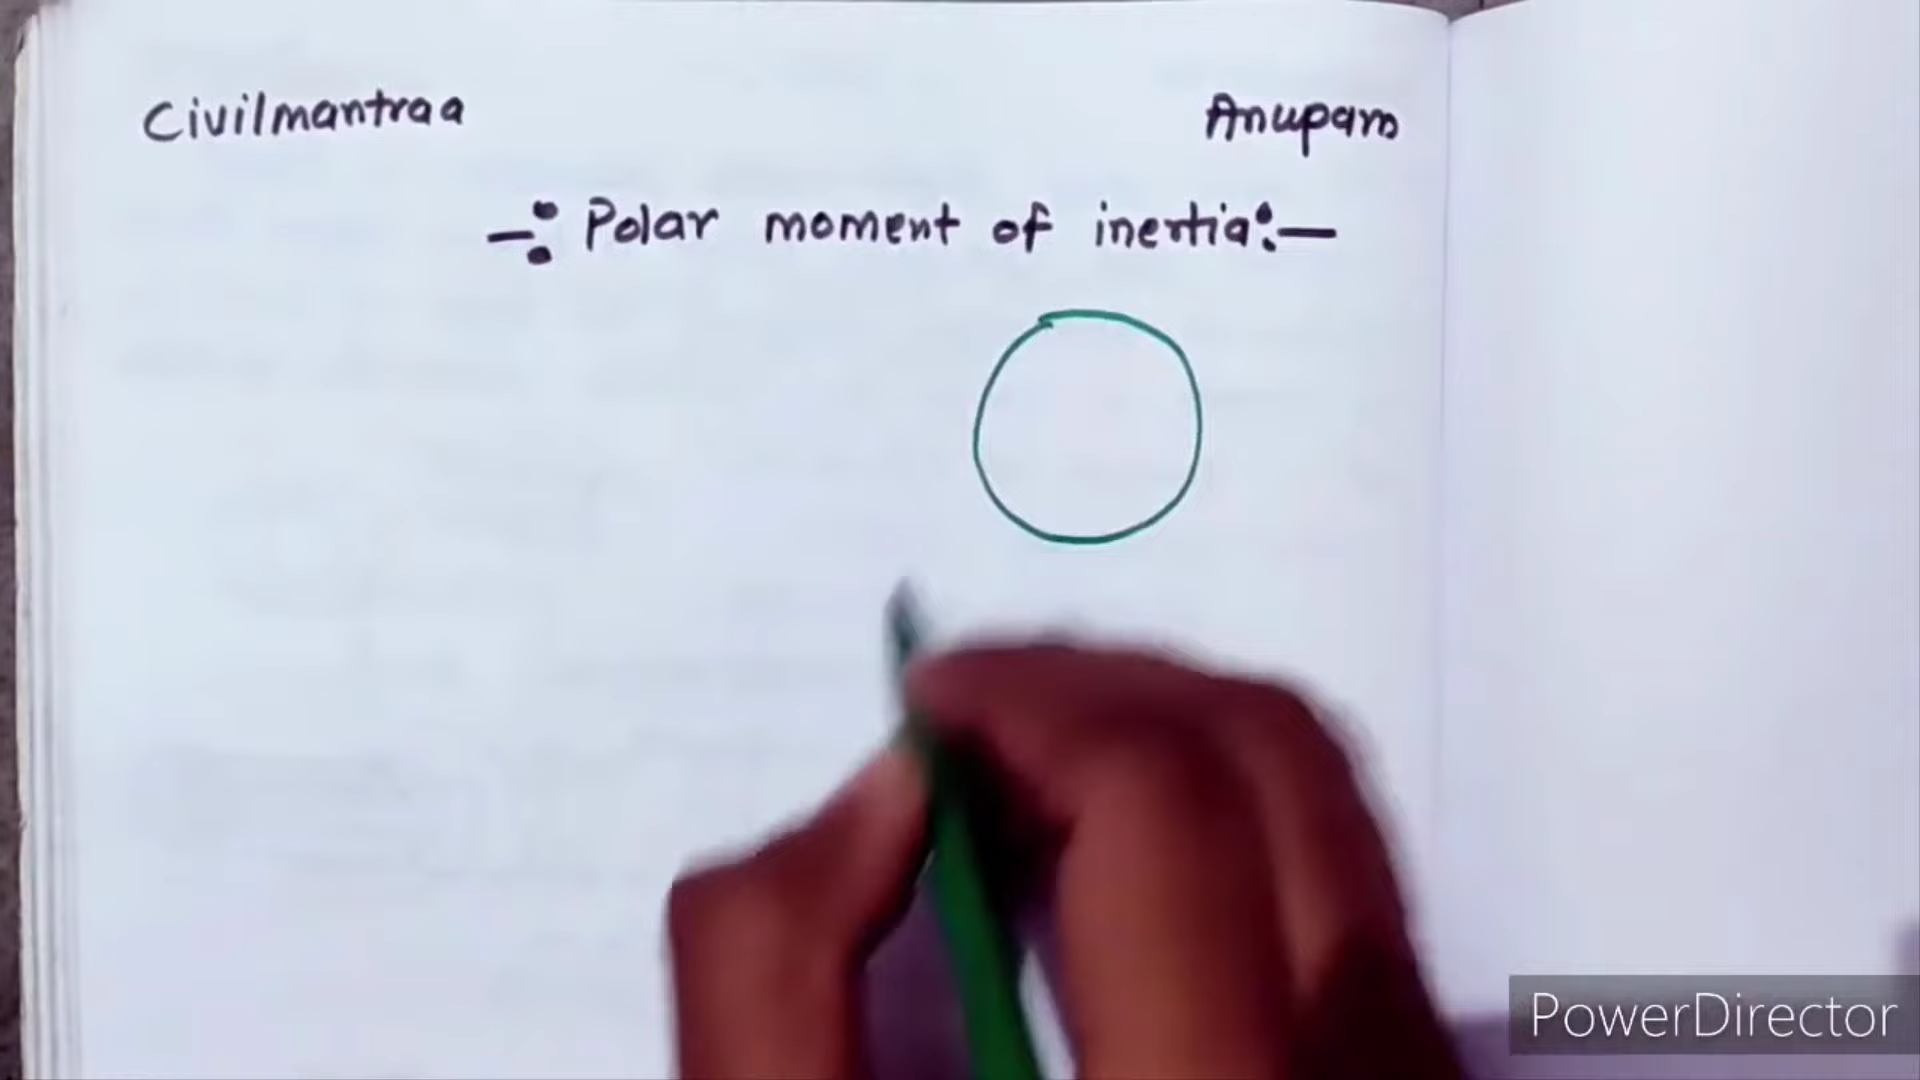 Civilmantraa
Anupam
-: Polar moment of inertia:-
PowerDirector